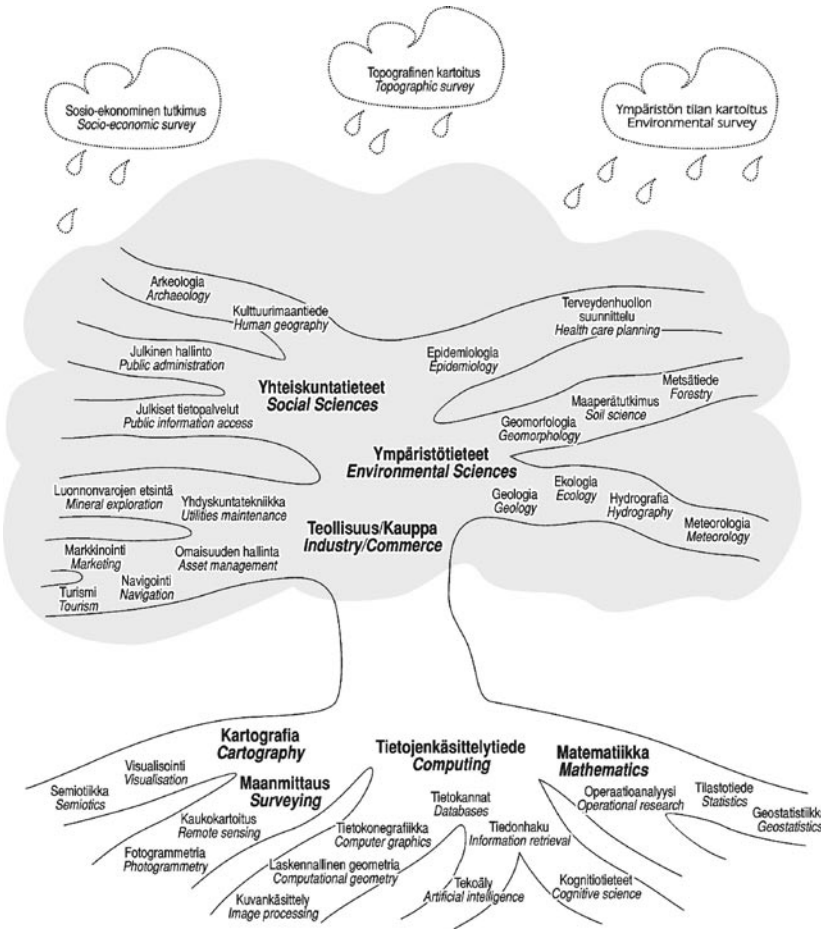 Sosio-ekonominen tutkimus
Socio-economic survey
Topografinen kartoitus
Topographic survey
Ympäristön tilan kartoitus
Environmental survey
Arkeologia
Archaeology
Kulttuurimaantiede
Human geography
Julkinen hallinto
Public administration
Julkiset tietopalvelut
Public information access
Yhteiskuntatieteet
Social Sciences
Terveydenhuollon
suunnittelu
Health care planning
Epidemiologia
Epidemiology
Metsätiede
Forestry
Maaperätutkimus
Soil science
Geomorfologia
Geomorphology
Ympäristötieteet
Environmental Sciences
Geologia
Geology
Ekologia
Ecology
Hydrografia
Hydrography
Meteorologia
Meteorology
Luonnonvarojen etsintä
Mineral exploration
Yhdyskuntatekniikka
Utilities maintenance
Teollisuus/Kauppa
Industry/Commerce
Markkinointi
Marketing
Omaisuuden hallinta
Asset management
Turismi
Tourism
Navigointi
Navigation
Kartografia
Cartography
Visualisointi
Visualisation
Semiotiikka
Semiotics
Maanmittaus
Surveying
Kaukokartoitus
Remote sensing
Fotogrammetria
Photogrammetry
Tietojenkäsittelytiede
Computing
Tietokannat
Databases
Tietokonegrafiikka
Computer graphics
Tiedonhaku
Information retrieval
Laskennallinen geometria
Computational geometry
Kuvankäsittely
Image processing
Tekoäly
Artificial intelligence
Kognitiotieteet
Cognitive science
Matematiikka
Mathematics
Operaatioanalyysi
Operational research
Tilastotiede
Statistics
Geostatistiikka
Geostatistics